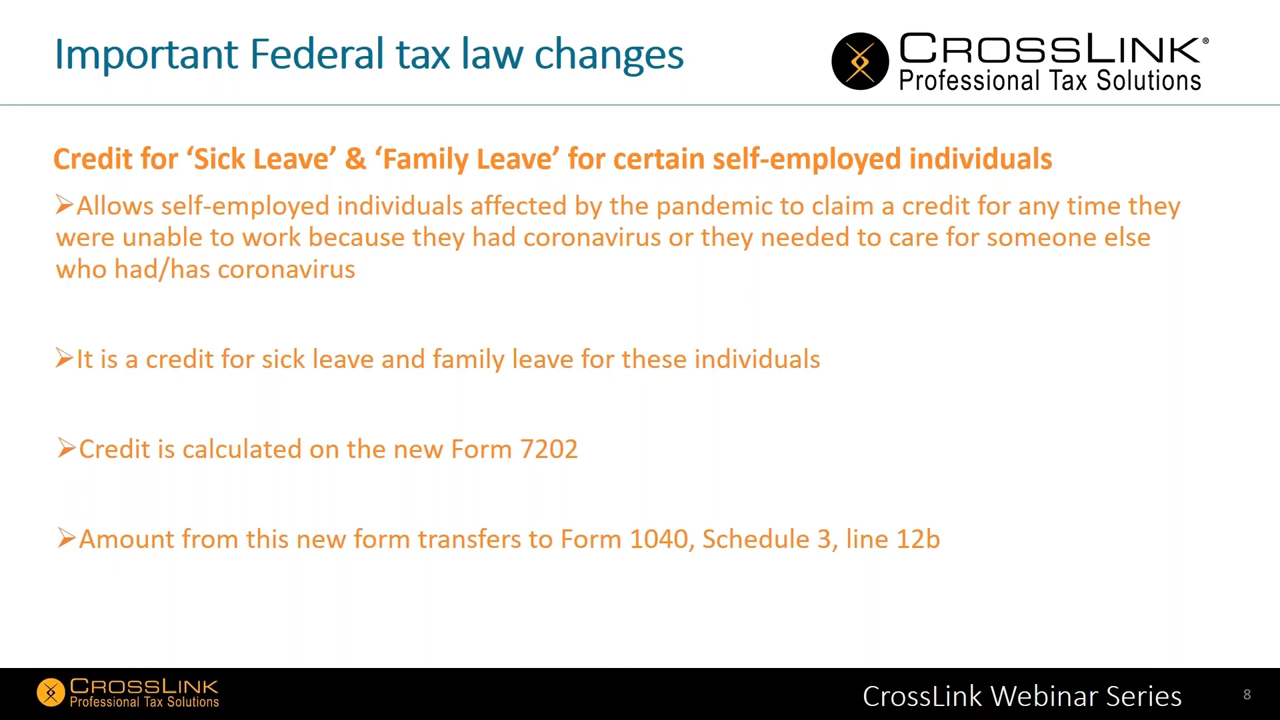 Important Federal tax law changes
CROSSLINK®
Professional Tax Solutions
Credit for ‘Sick Leave’ & ‘Family Leave’ for certain self-employed individuals
➢Allows self-employed individuals affected by the pandemic to claim a credit for any time they
were unable to work because they had coronavirus or they needed to care for someone else
who had/has coronavirus
➢It is a credit for sick leave and family leave for these individuals
➢Credit is calculated on the new Form 7202
➢Amount from this new form transfers to Form 1040, Schedule 3, line 12b
CROSSLINK
Professional Tax Solutions
CrossLink Webinar Series
8